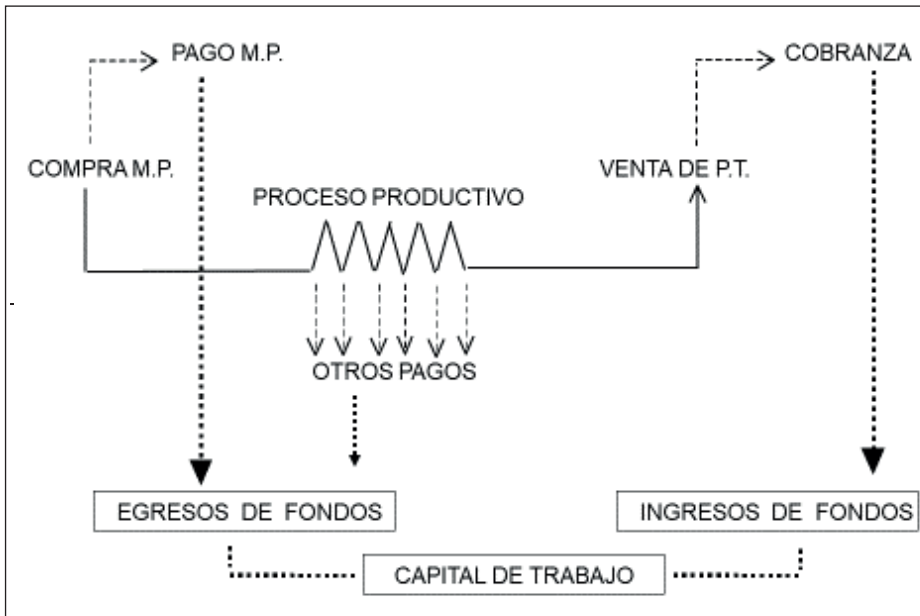 PAGO M.P.
COBRANZA
COMPRA M.P.
VENTA DE P.T.
PROCESO PRODUCTIVO
OTROS PAGOS
EGRESOS DE FONDOS
INGRESOS DE FONDOS
CAPITAL DE TRABAJO